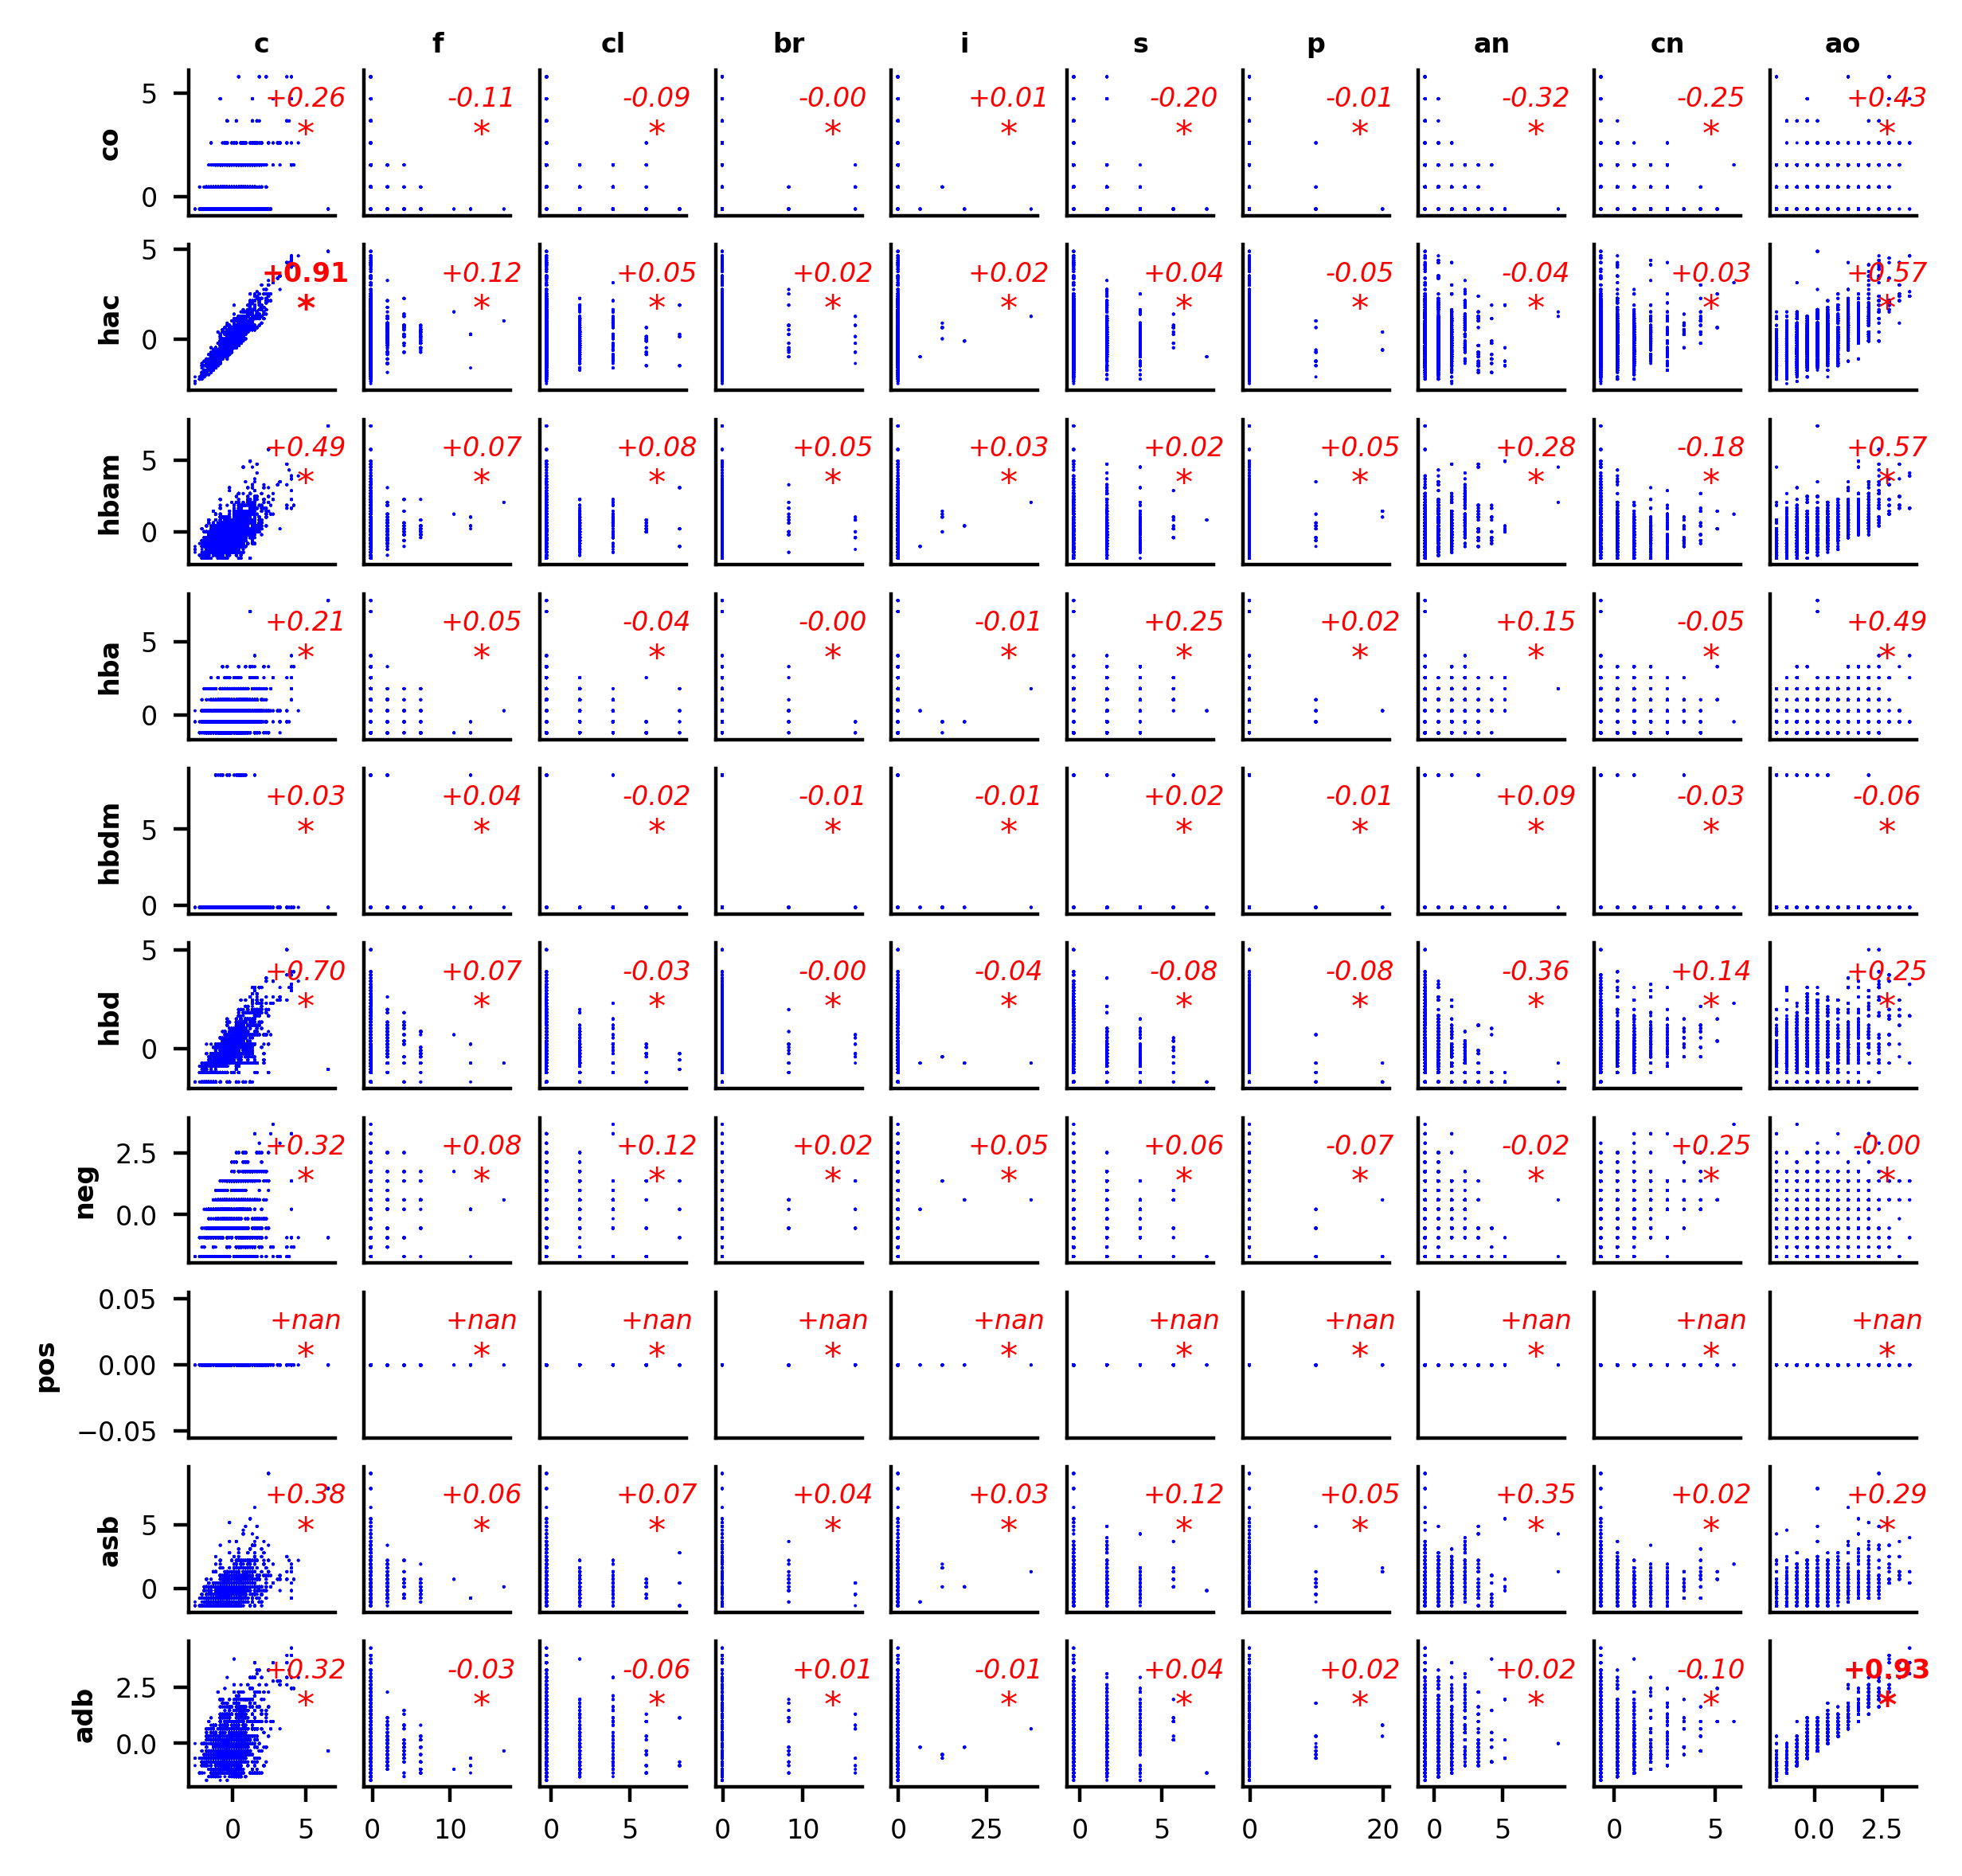 c f cl br i s p an cn ao
5 +0.26 -0.11 -0.09 -0.00 +0.01 -0.20 -0.01 -0.32 -0.25 +0.43
* * * * * * * * * *
co
0
5
+0.91 +0.12 +0.05 +0.02 +0.02 +0.04 -0.05 -0.04 +0.03 +0.57
* * * * * * * * * *
hac
0
+0.49 +0.07 +0.08 +0.05 +0.03 +0.02 +0.05 +0.28 -0.18 +0.57
5
* * * * * * * * * *
hbam
0
+0.21 +0.05 -0.04 -0.00 -0.01 +0.25 +0.02 +0.15 -0.05 +0.49
5
* * * * * * * * * *
hba
0
+0.03 +0.04 -0.02 -0.01 -0.01 +0.02 -0.01 +0.09 -0.03 -0.06
5 * * * * * * * * * *
hbdm
0
5
+0.70 +0.07 -0.03 -0.00 -0.04 -0.08 -0.08 -0.36 +0.14 +0.25
* * * * * * * * * *
hbd
0
2.5 +0.32 +0.08 +0.12 +0.02 +0.05 +0.06 -0.07 -0.02 +0.25 -0.00
* * * * * * * * * *
neg
0.0
0.05
+nan +nan +nan +nan +nan +nan +nan +nan +nan +nan
* * * * * * * * * *
0.00
pos
−0.05
+0.38 +0.06 +0.07 +0.04 +0.03 +0.12 +0.05 +0.35 +0.02 +0.29
5 * * * * * * * * * *
asb
0
+0.32 -0.03 -0.06 +0.01 -0.01 +0.04 +0.02 +0.02 -0.10 +0.93
2.5 * * * * * * * * * *
adb
0.0
0 5 0 10 0 5 0 10 0 25 0 5 0 20 0 5 0 5 0.0 2.5